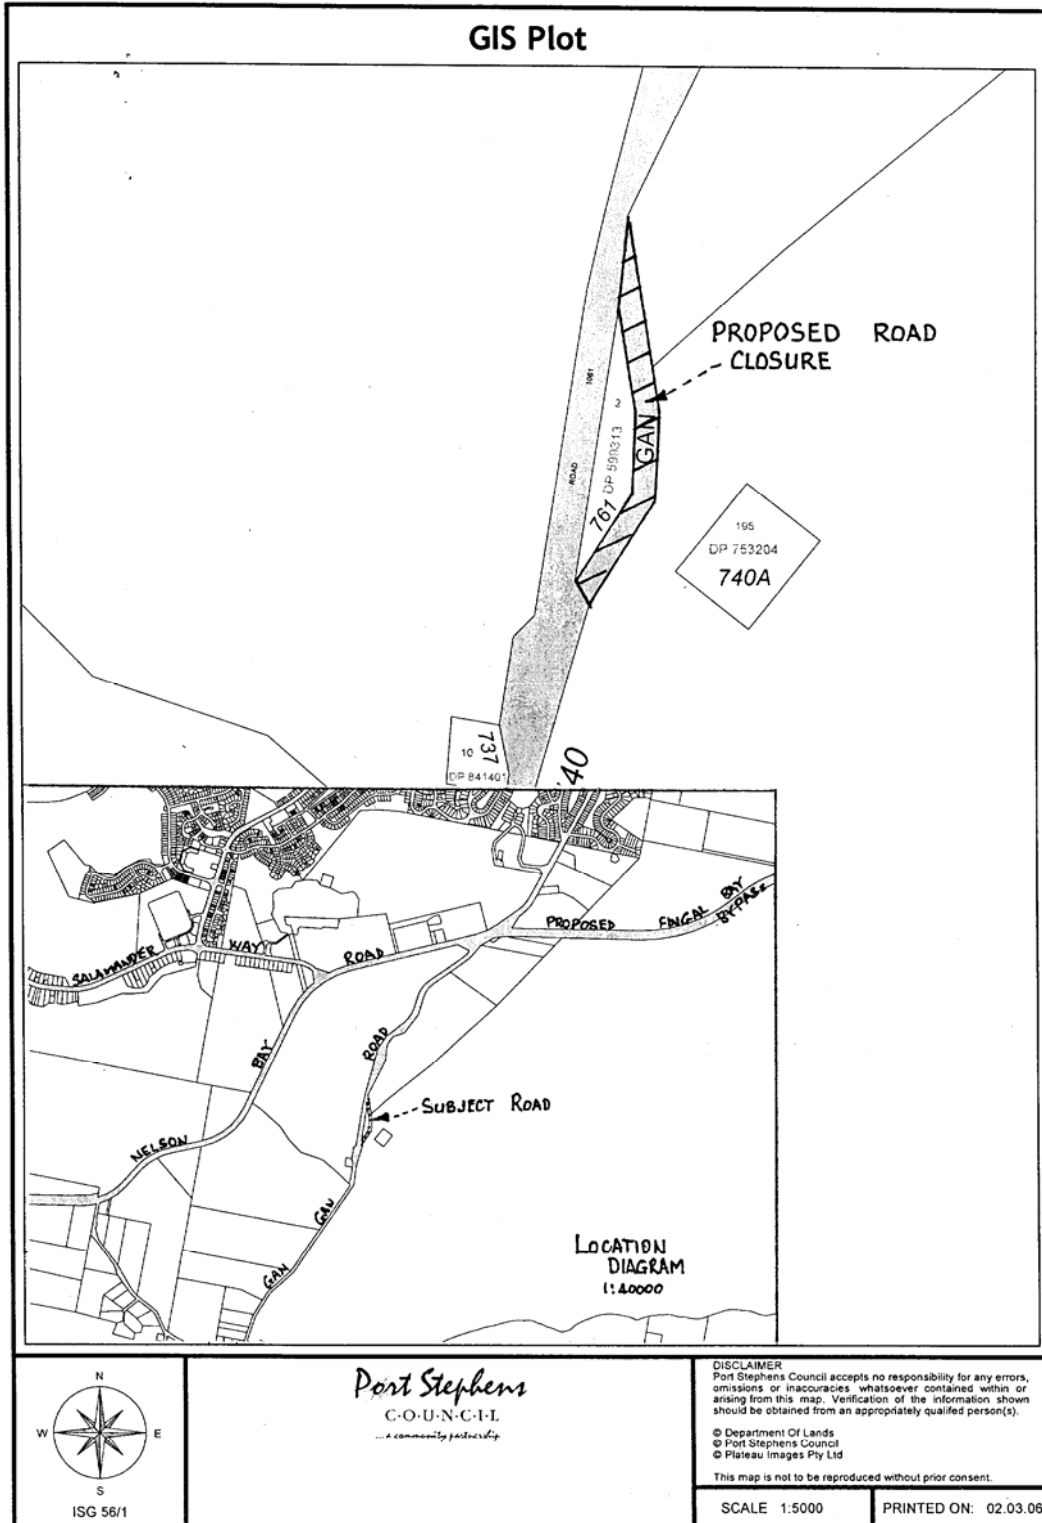 GIS Plot
PROPOSED ROAD
CLOSURE
1061
ROAD
2
DP 599313
761
GAN
195
DP 753204
740A
10
737
DP 841401
40
SALAMANDER
WAY
ROAD
PROPOSED
FINGAL BAY
BYPASS
BAY
ROAD
SUBJECT ROAD
NELSON
GAN
GAN
LOCATION
DIAGRAM
1:40000
N
W
E
S
ISG 56/1
Port Stephens
C·O·U·N·C·I·L
... a community partnership
DISCLAIMER
Port Stephens Council accepts no responsibility for any errors,
omissions or inaccuracies whatsoever contained within or
arising from this map. Verification of the information shown
should be obtained from an appropriately qualifed person(s).
© Department Of Lands
© Port Stephens Council
© Plateau Images Pty Ltd
This map is not to be reproduced without prior consent.
SCALE 1:5000
PRINTED ON: 02.03.06